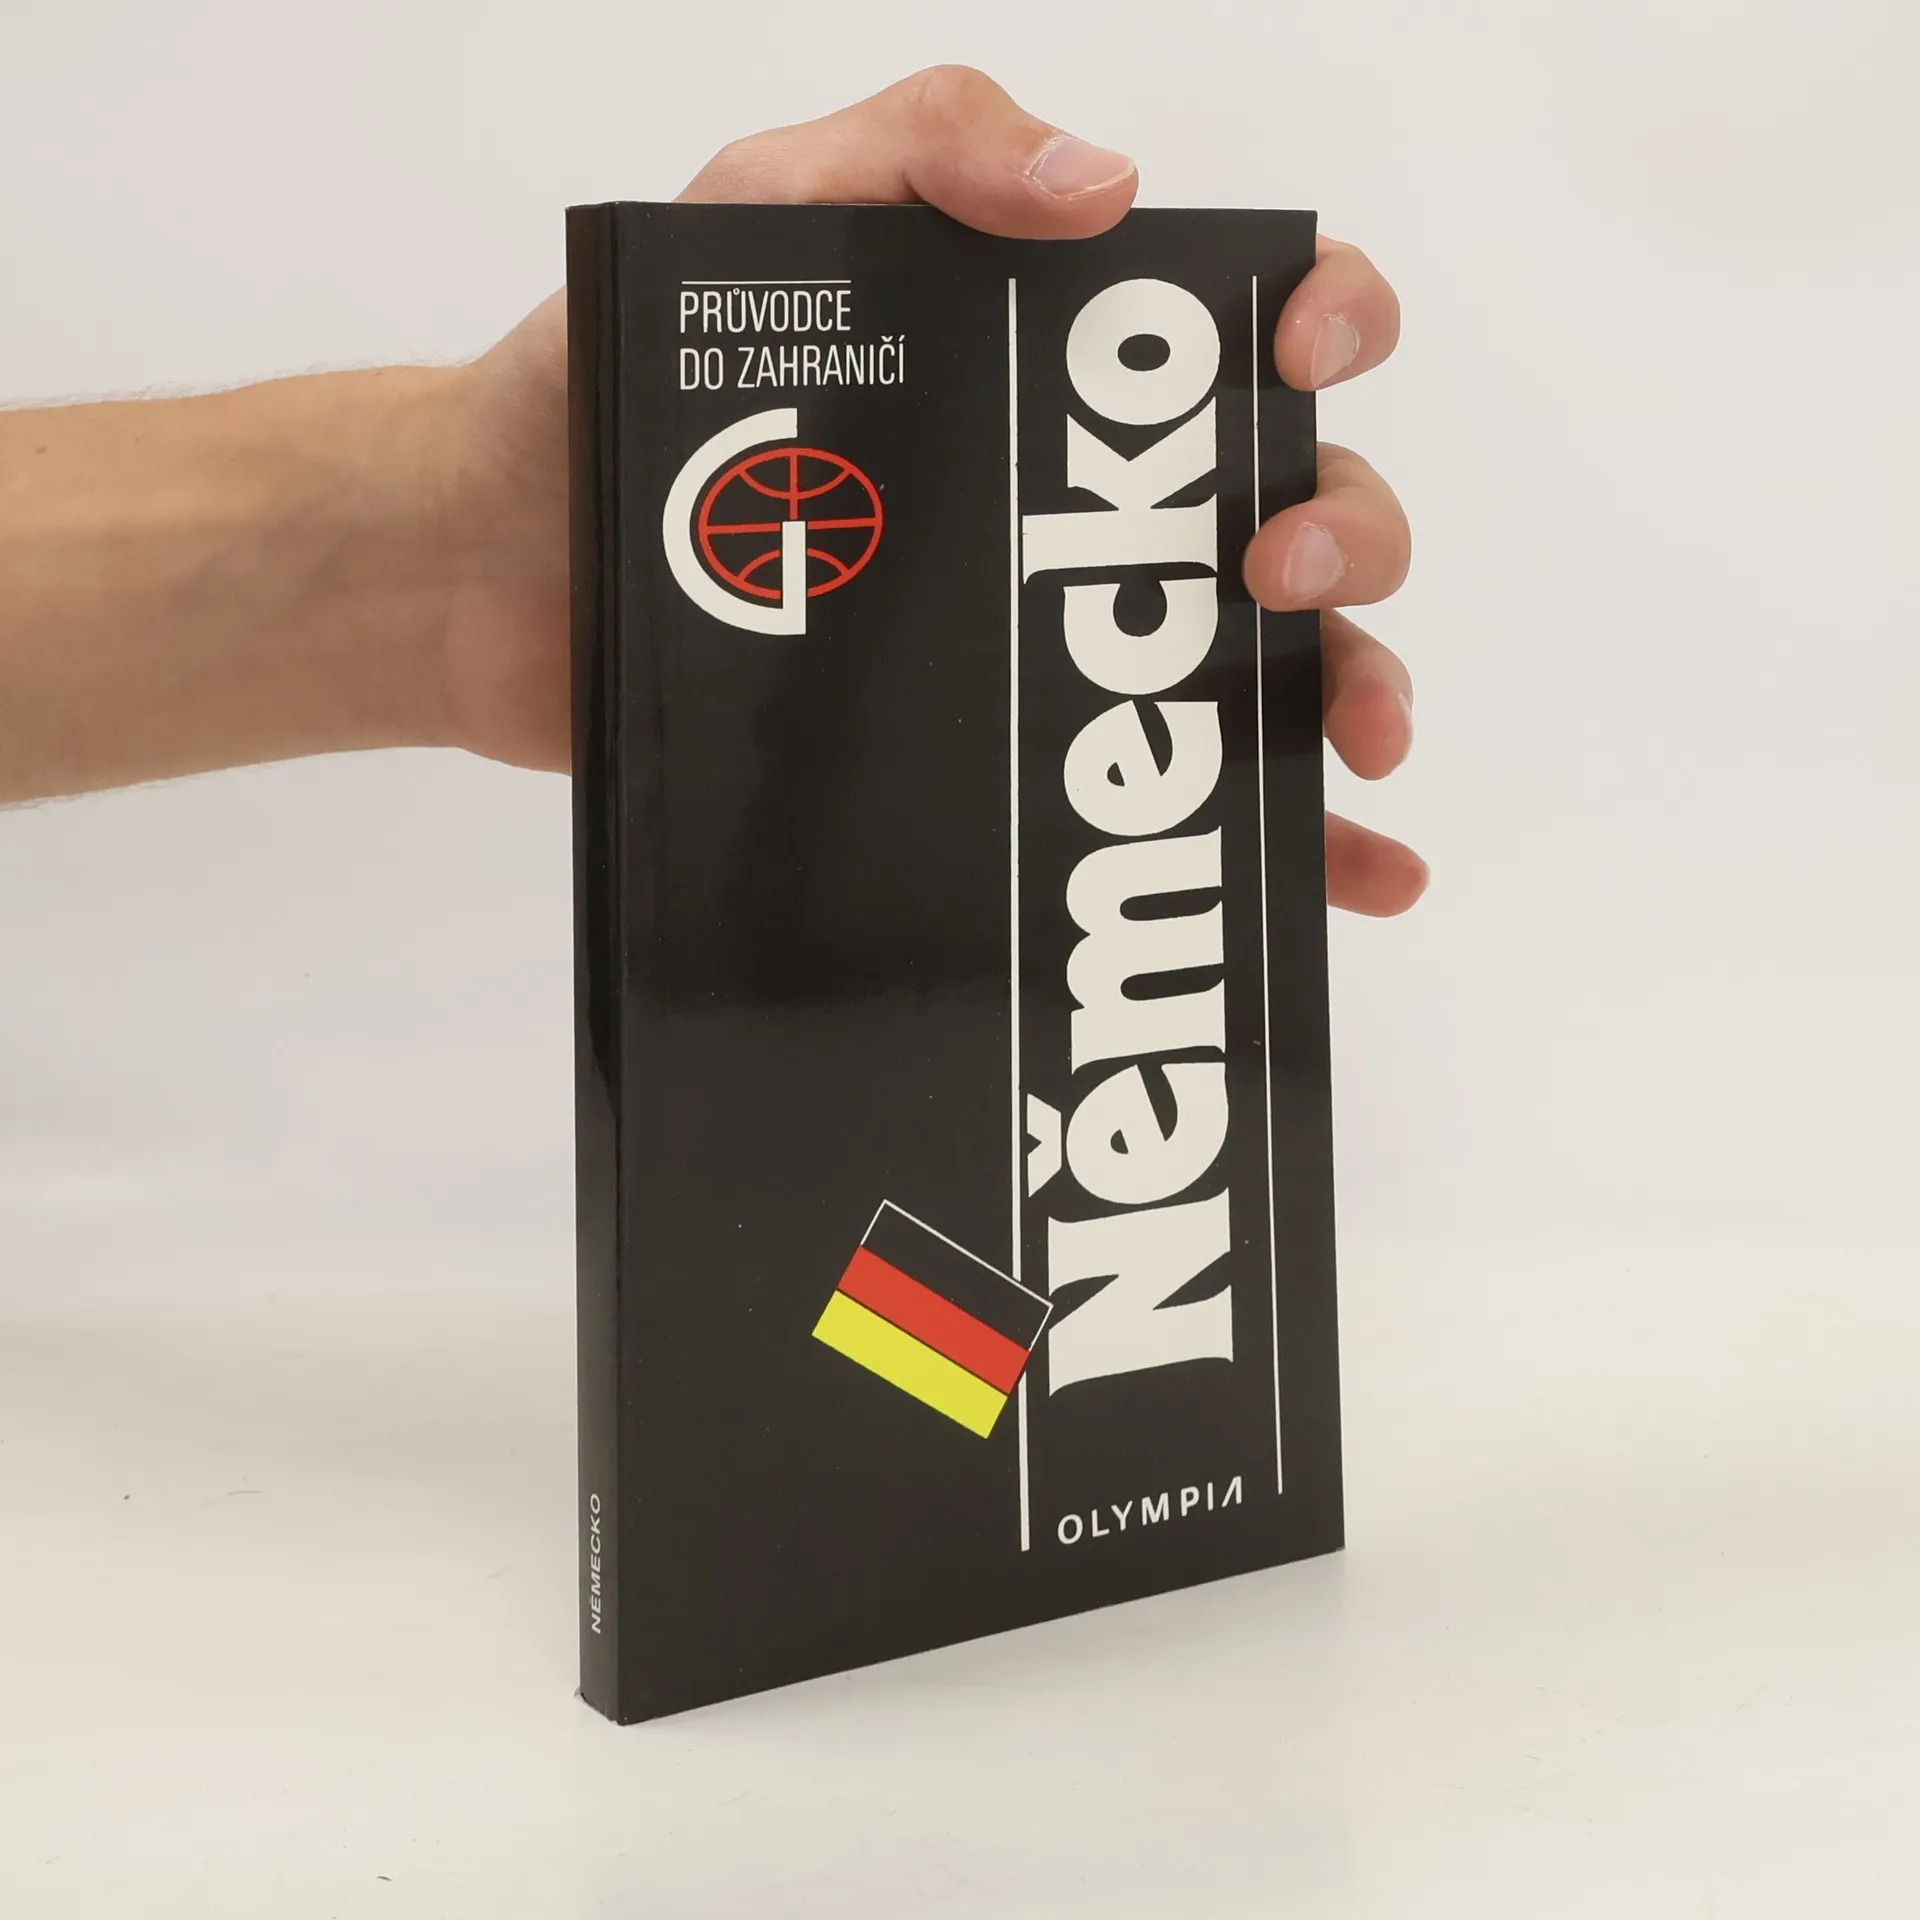 PRŮVODCE
DO ZAHRANIČÍ
Německo
OLYMPIA
NĚMECKO